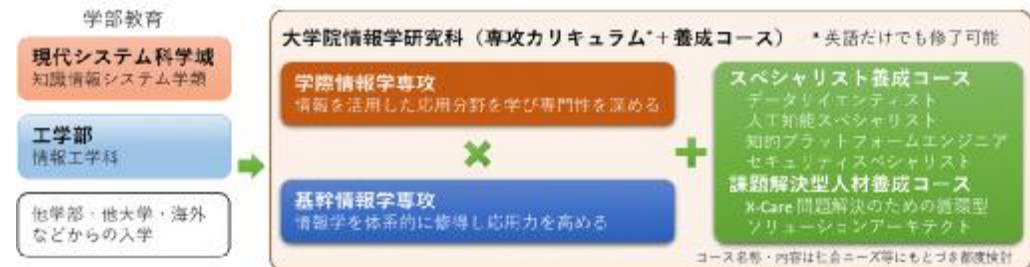 学部教育
現代システム科学域
知識情報システム学類
工学部
情報工学科
他学部・他大学・海外
などからの入学
大学院情報学研究科（専攻カリキュラム*＋養成コース） *英語だけでも修了可能
学際情報学専攻
情報を活用した応用分野を学び専門性を深める
×
基幹情報学専攻
情報学を体系的に修得し応用力を高める
+
スペシャリスト養成コース
データサイエンティスト
人工知能スペシャリスト
知的プラットフォームエンジニア
セキュリティスペシャリスト
課題解決型人材養成コース
X-Care 問題解決のための循環型
ソリューションアーキテクト
コース名称・内容は社会ニーズ等にもとづき都度検討